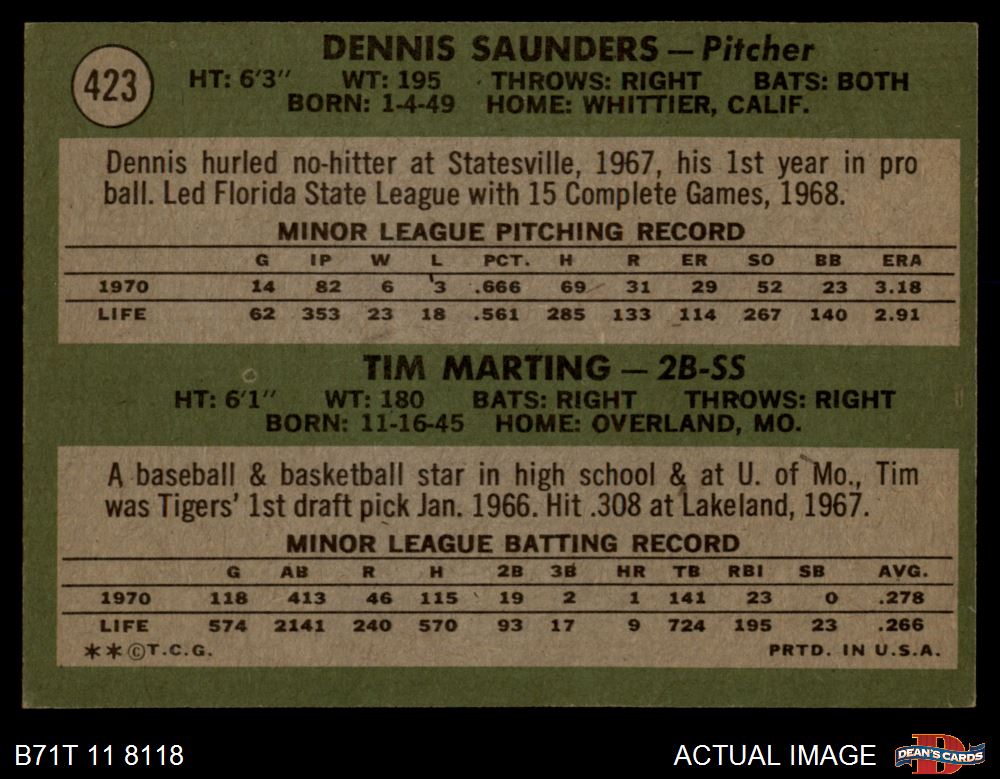 423
DENNIS SAUNDERS — Pitcher
HT: 6'3" WT: 195 THROWS: RIGHT BATS: BOTH
BORN: 1-4-49 HOME: WHITTIER, CALIF.
Dennis hurled no-hitter at Statesville, 1967, his 1st year in pro
ball. Led Florida State League with 15 Complete Games, 1968.
MINOR LEAGUE PITCHING RECORD
G IP W L PCT. H R ER SO BB ERA
1970 14 82 6 3 .666 69 31 29 52 23 3.18
LIFE 62 353 23 18 .561 285 133 114 267 140 2.91
TIM MARTING — 2B-SS
HT: 6'1" WT: 180 BATS: RIGHT THROWS: RIGHT
BORN: 11-16-45 HOME: OVERLAND, MO.
A baseball & basketball star in high school & at U. of Mo., Tim
was Tigers' 1st draft pick Jan. 1966. Hit .308 at Lakeland, 1967.
MINOR LEAGUE BATTING RECORD
G AB R H 2B 3B HR TB RBI SB AVG.
1970 118 413 46 115 19 2 1 141 23 0 .278
LIFE 574 2141 240 570 93 17 9 724 195 23 .266
**©T.C.G. PRTD. IN U.S.A.
B71T 11 8118 ACTUAL IMAGE DEAN'S CARDS